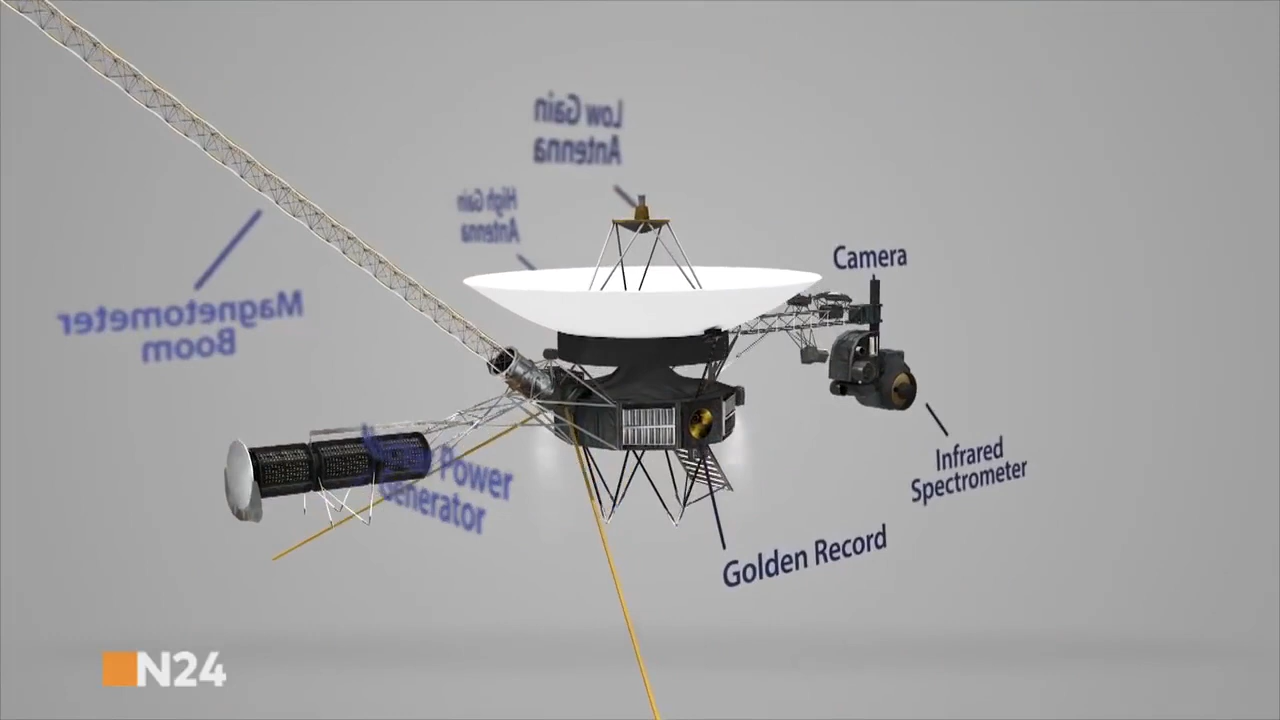 Low Gain
Antenna
High Gain
Antenna
Camera
Magnetometer
Boom
Power
Generator
Infrared
Spectrometer
Golden Record
N24